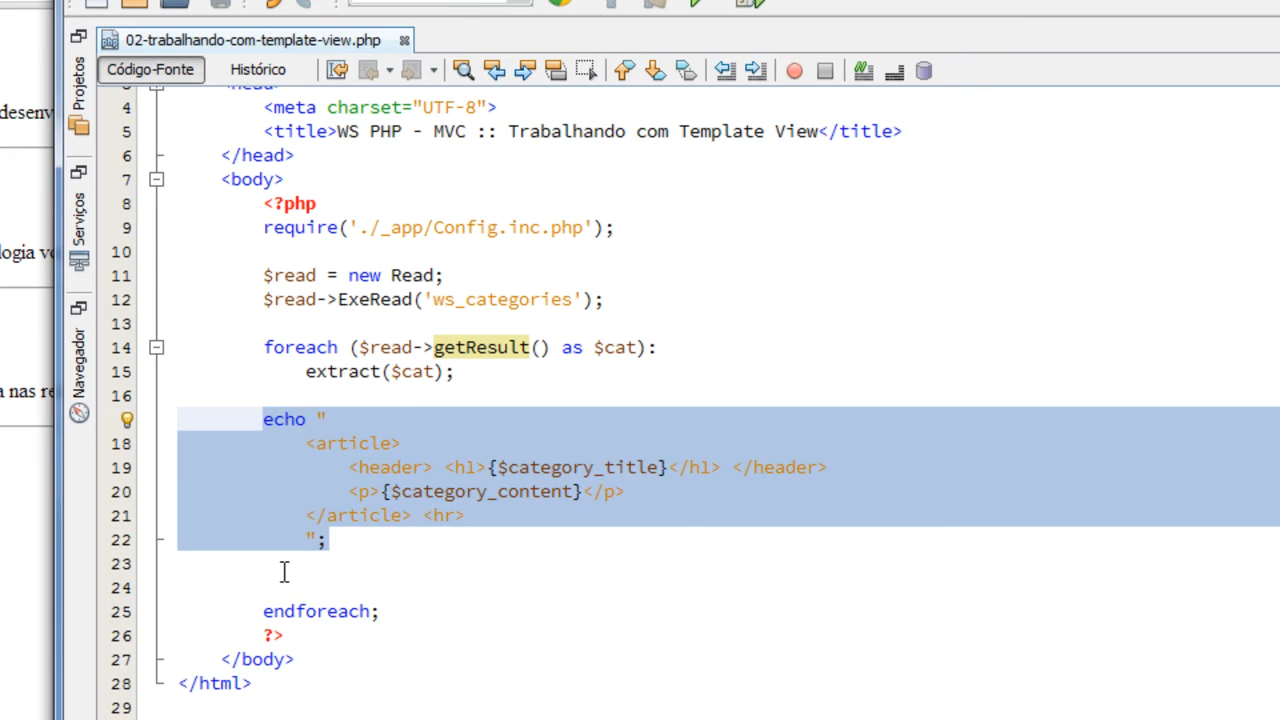 02-trabalhando-com-template-view.php
Código-Fonte
Histórico
Projetos
Serviços
Navegador
desenv
logia vo
a nas re
3 <head>
4 <meta charset="UTF-8">
5 <title>WS PHP - MVC :: Trabalhando com Template View</title>
6 </head>
7 <body>
8 <?php
9 require('./_app/Config.inc.php');
10
11 $read = new Read;
12 $read->ExeRead('ws_categories');
13
14 foreach ($read->getResult() as $cat):
15 extract($cat);
16
echo "
18 <article>
19 <header> <h1>{$category_title}</h1> </header>
20 <p>{$category_content}</p>
21 </article> <hr>
22 ";
23
24
25 endforeach;
26 ?>
27 </body>
28 </html>
29